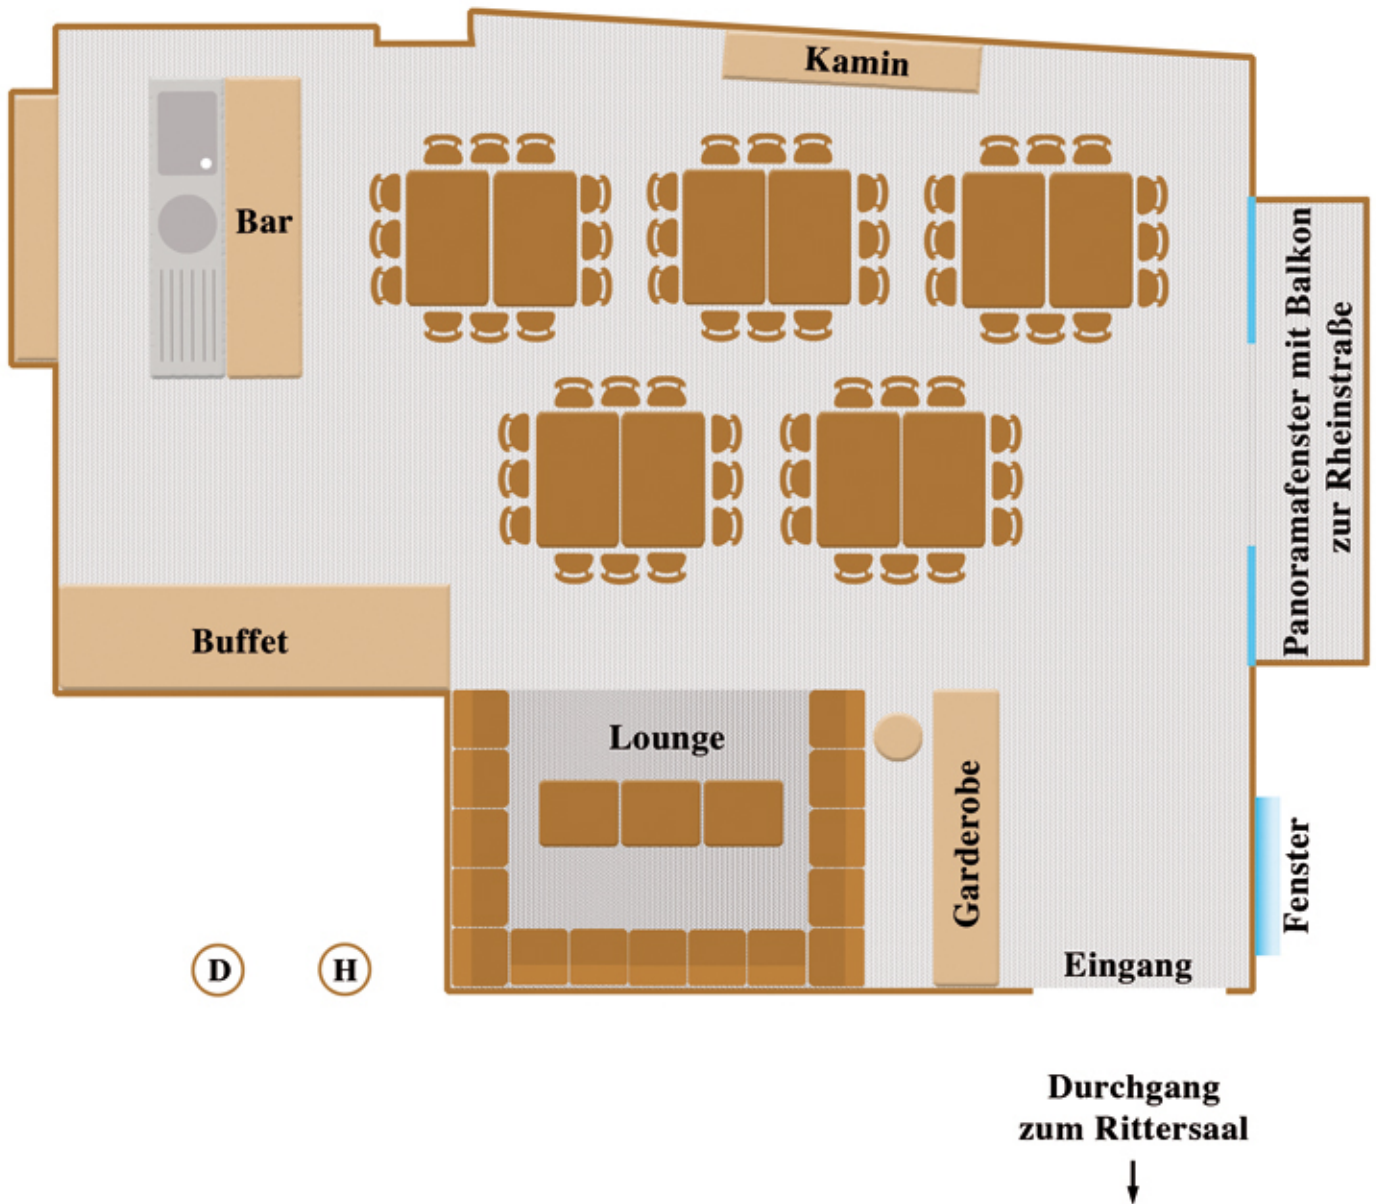 Kamin
Bar
Panoramafenster mit Balkon
zur Rheinstraße
Buffet
Lounge
Garderobe
Fenster
Eingang
D
H
Durchgang
zum Rittersaal